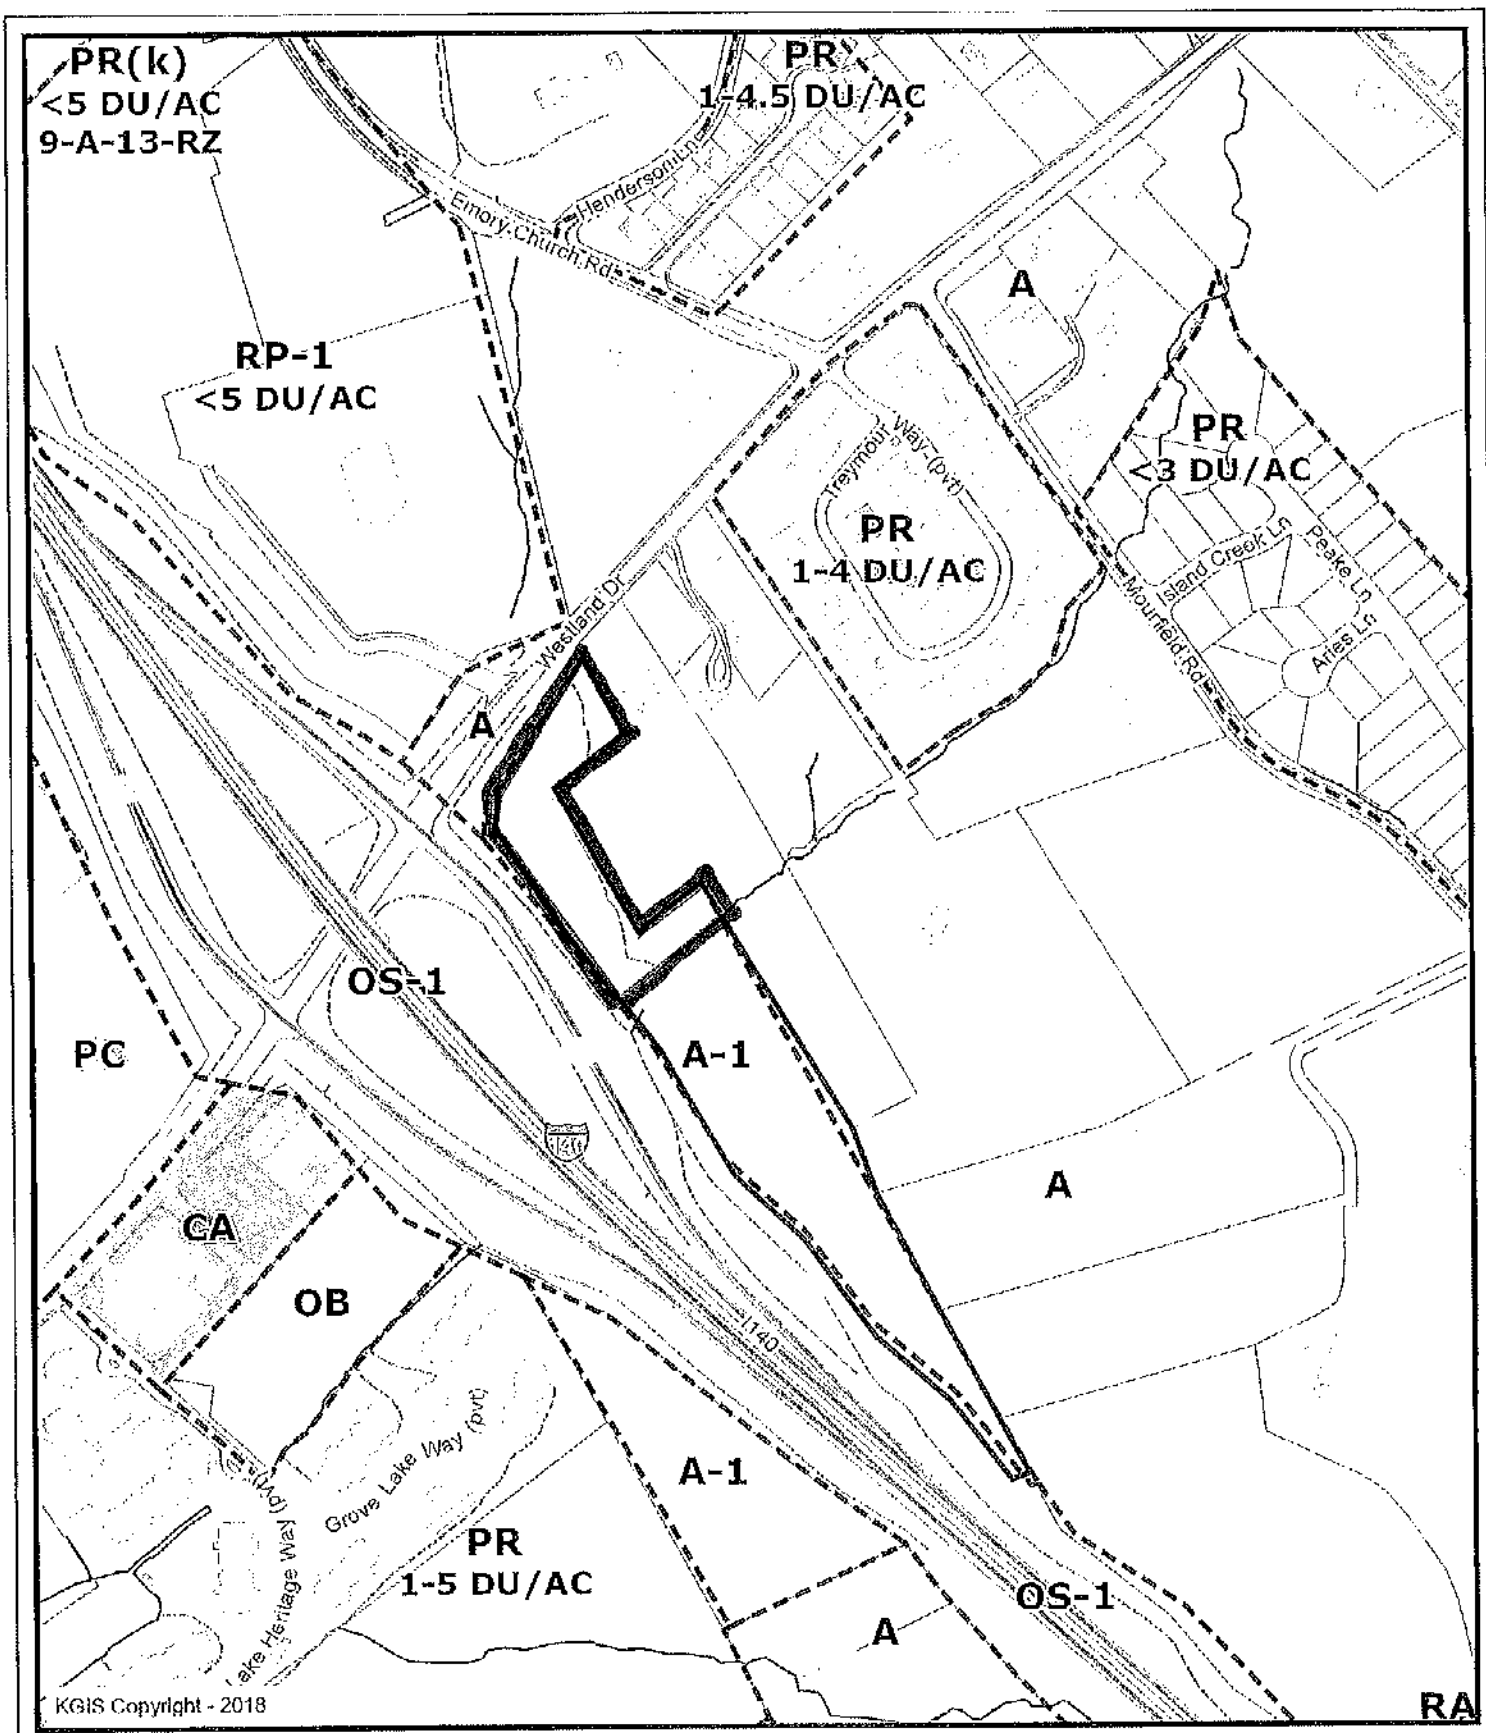 PR(k)
<5 DU/AC
9-A-13-RZ
PR
1-4.5 DU/AC
Henderson Ln
Emory Church Rd
A
RP-1
<5 DU/AC
PR
<3 DU/AC
Treymour Way (pvt)
PR
1-4 DU/AC
Island Creek Ln
Peake Ln
Aries Ln
Mourfield Rd
Westland Dr
A
OS-1
PC
A-1
140
A
CA
OB
I140
Grove Lake Way (pvt)
A-1
PR
1-5 DU/AC
Lake Heritage Way (pvt)
OS-1
A
KGIS Copyright - 2018
RA